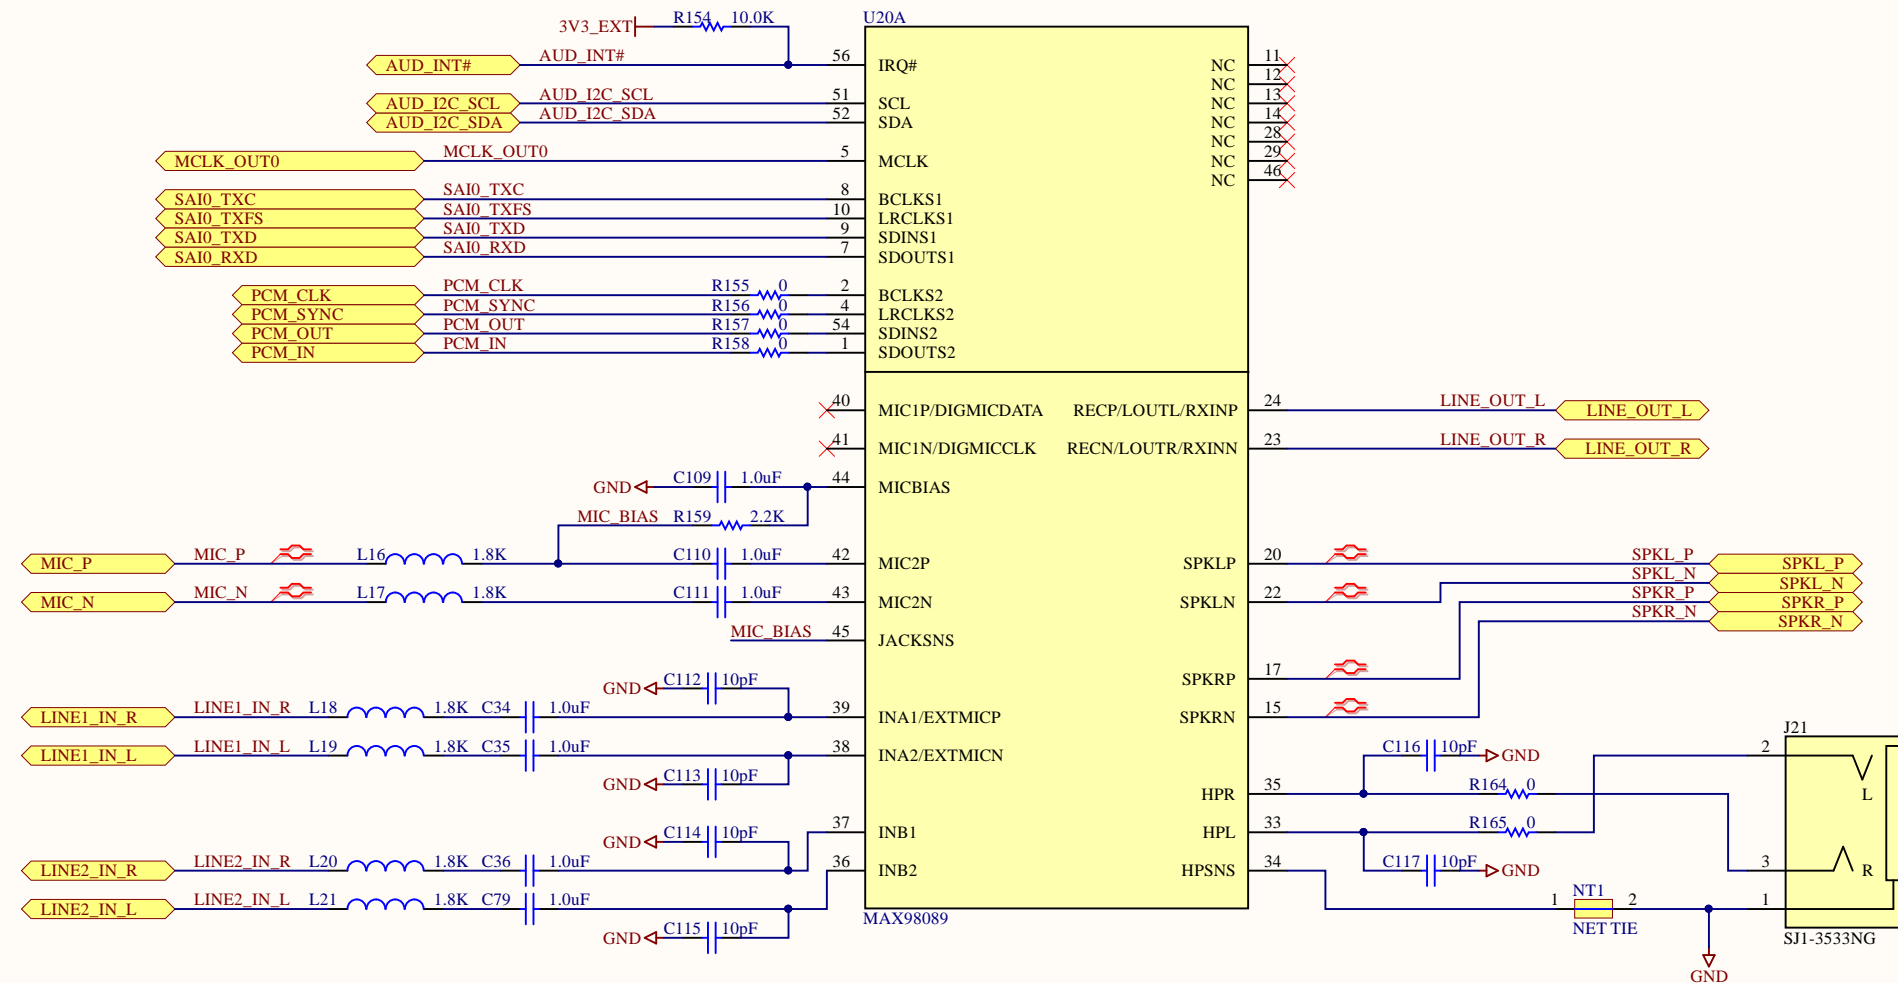 3V3_EXT R154 10.0K U20A
AUD_INT# AUD_INT# 56 IRQ# NC 11
NC 12
AUD_I2C_SCL AUD_I2C_SCL 51 SCL NC 13
AUD_I2C_SDA AUD_I2C_SDA 52 SDA NC 14
NC 28
MCLK_OUT0 MCLK_OUT0 5 MCLK NC 29
NC 46
SAI0_TXC SAI0_TXC 8 BCLKS1
SAI0_TXFS SAI0_TXFS 10 LRCLKS1
SAI0_TXD SAI0_TXD 9 SDINS1
SAI0_RXD SAI0_RXD 7 SDOUTS1
PCM_CLK PCM_CLK R155 0 2 BCLKS2
PCM_SYNC PCM_SYNC R156 0 4 LRCLKS2
PCM_OUT PCM_OUT R157 0 54 SDINS2
PCM_IN PCM_IN R158 0 1 SDOUTS2
40 MIC1P/DIGMICDATA RECP/LOUTL/RXINP 24 LINE_OUT_L LINE_OUT_L
41 MIC1N/DIGMICCLK RECN/LOUTR/RXINN 23 LINE_OUT_R LINE_OUT_R
GND C109 1.0uF 44 MICBIAS
MIC_BIAS R159 2.2K
MIC_P MIC_P L16 1.8K C110 1.0uF 42 MIC2P SPKLP 20 SPKL_P SPKL_P
SPKL_N SPKL_N
MIC_N MIC_N L17 1.8K C111 1.0uF 43 MIC2N SPKLN 22 SPKR_P SPKR_P
SPKR_N SPKR_N
MIC_BIAS 45 JACKSNS
GND C112 10pF SPKRP 17
LINE1_IN_R LINE1_IN_R L18 1.8K C34 1.0uF 39 INA1/EXTMICP SPKRN 15
J21
LINE1_IN_L LINE1_IN_L L19 1.8K C35 1.0uF 38 INA2/EXTMICN C116 10pF GND 2
GND C113 10pF
HPR 35 R164 0 L
GND C114 10pF 37 INB1 HPL 33 R165 0
LINE2_IN_R LINE2_IN_R L20 1.8K C36 1.0uF 36 INB2 HPSNS 34 C117 10pF GND 3 R
NT1
LINE2_IN_L LINE2_IN_L L21 1.8K C79 1.0uF 1 2 1
MAX98089 NET TIE
GND C115 10pF SJ1-3533NG
GND